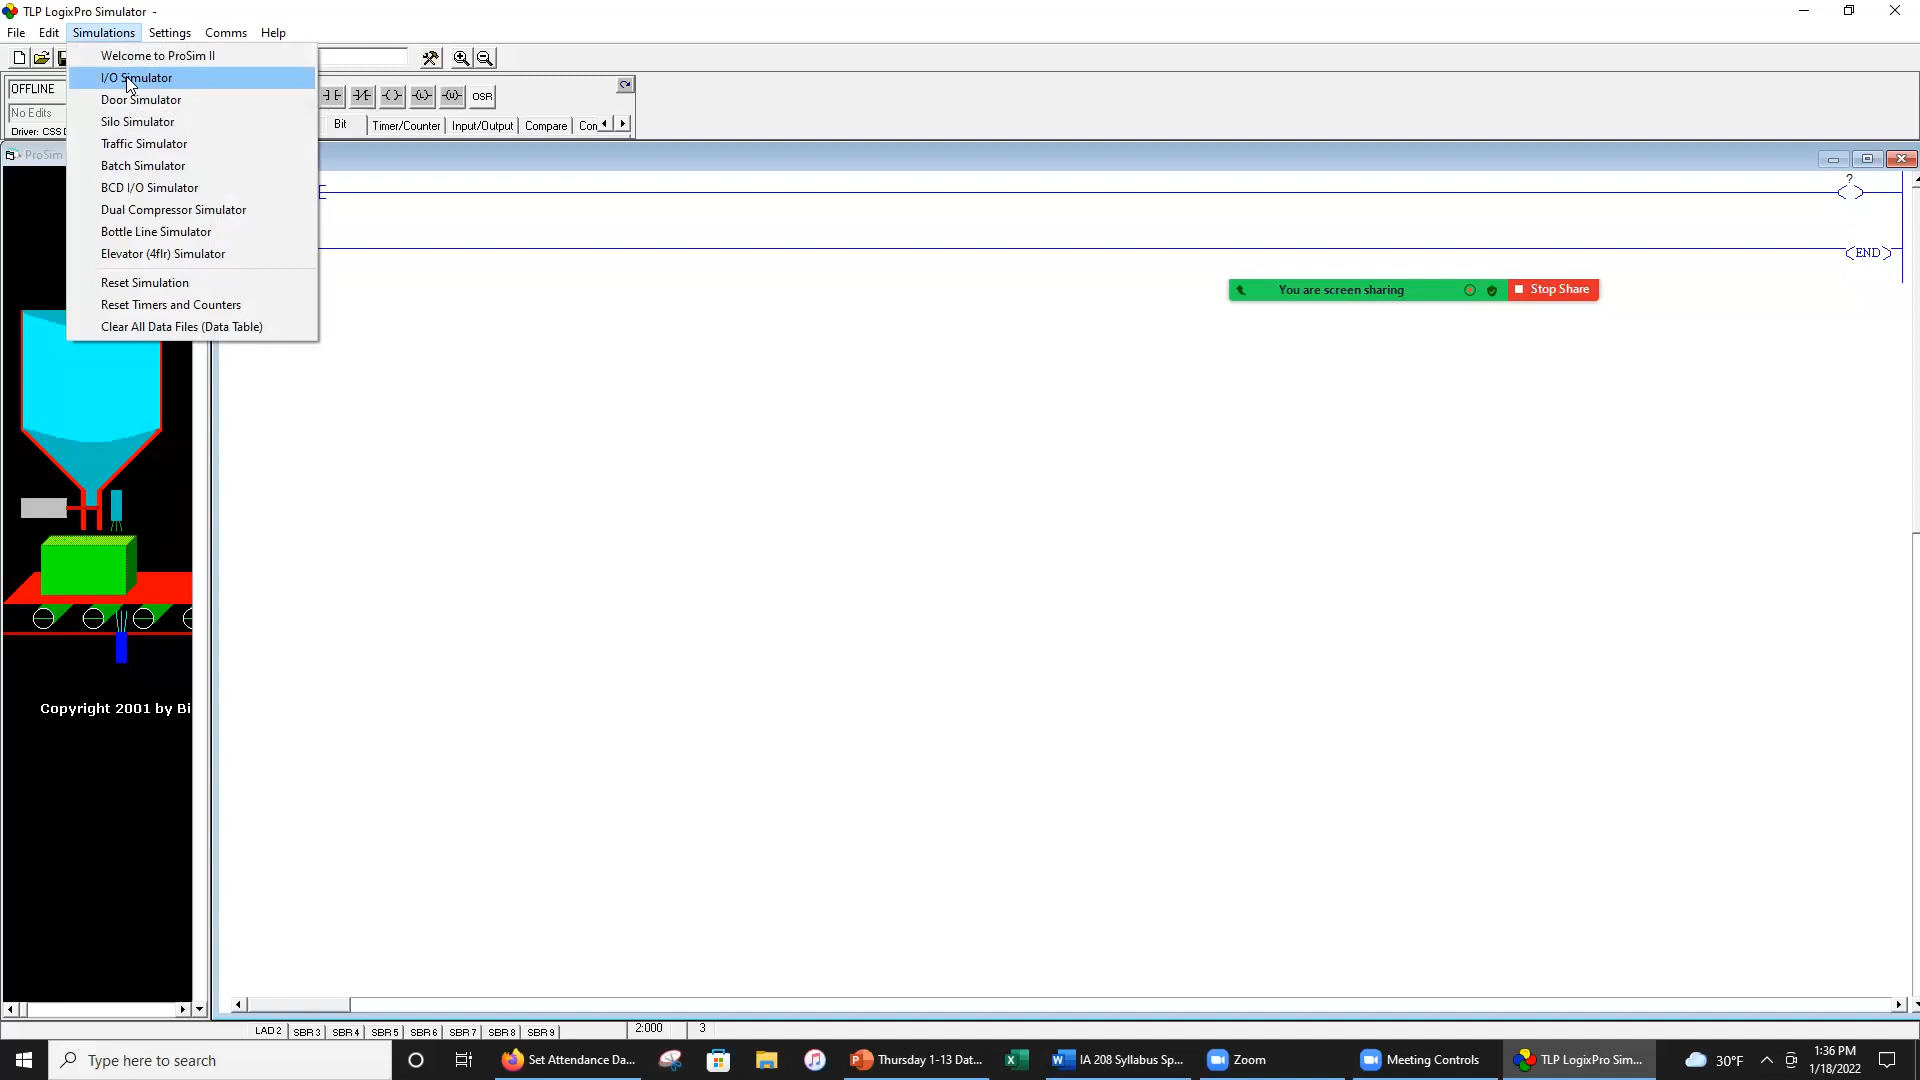 TLP LogixPro Simulator -
File Edit Simulations Settings Comms Help
Welcome to ProSim II
I/O Simulator
Door Simulator
Silo Simulator
Traffic Simulator
Batch Simulator
BCD I/O Simulator
Dual Compressor Simulator
Bottle Line Simulator
Elevator (4flr) Simulator
Reset Simulation
Reset Timers and Counters
Clear All Data Files (Data Table)
OFFLINE
No Edits
Driver: CSS D
OSR
Bit Timer/Counter Input/Output Compare Con
ProSim
?
END
You are screen sharing Stop Share
Copyright 2001 by Bi
LAD 2 SBR 3 SBR 4 SBR 5 SBR 6 SBR 7 SBR 8 SBR 9 2:000 3
Type here to search
Set Attendance Da...
Thursday 1-13 Dat...
IA 208 Syllabus Sp...
Zoom
Meeting Controls
TLP LogixPro Sim...
30°F
1:36 PM
1/18/2022